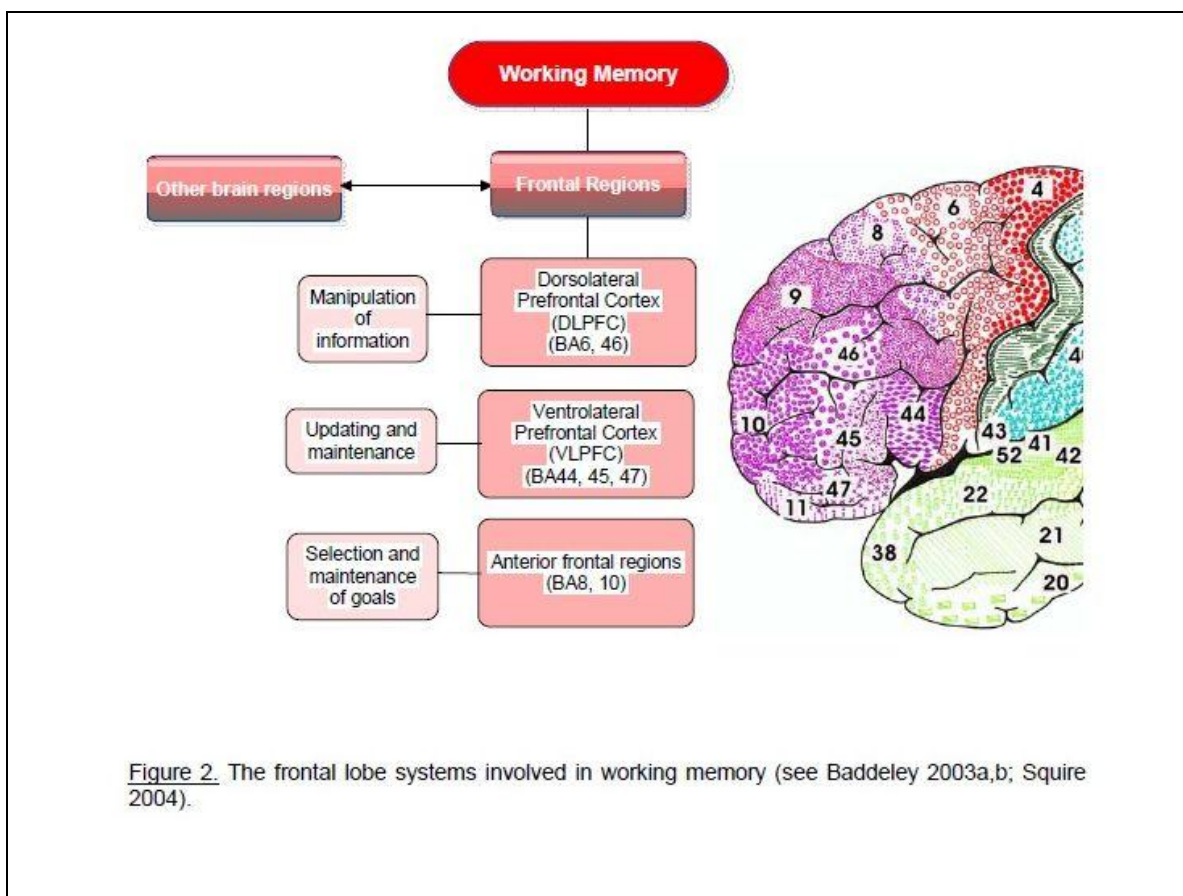 Working Memory
Other brain regions
Frontal Regions
Manipulation
of
information
Dorsolateral
Prefrontal Cortex
(DLPFC)
(BA6, 46)
Updating and
maintenance
Ventrolateral
Prefrontal Cortex
(VLPFC)
(BA44, 45, 47)
Selection and
maintenance
of goals
Anterior frontal regions
(BA8, 10)
4
6
8
9
46
10
44
45
43
41
52
42
47
11
22
21
38
20
Figure 2. The frontal lobe systems involved in working memory (see Baddeley 2003a,b; Squire
2004).